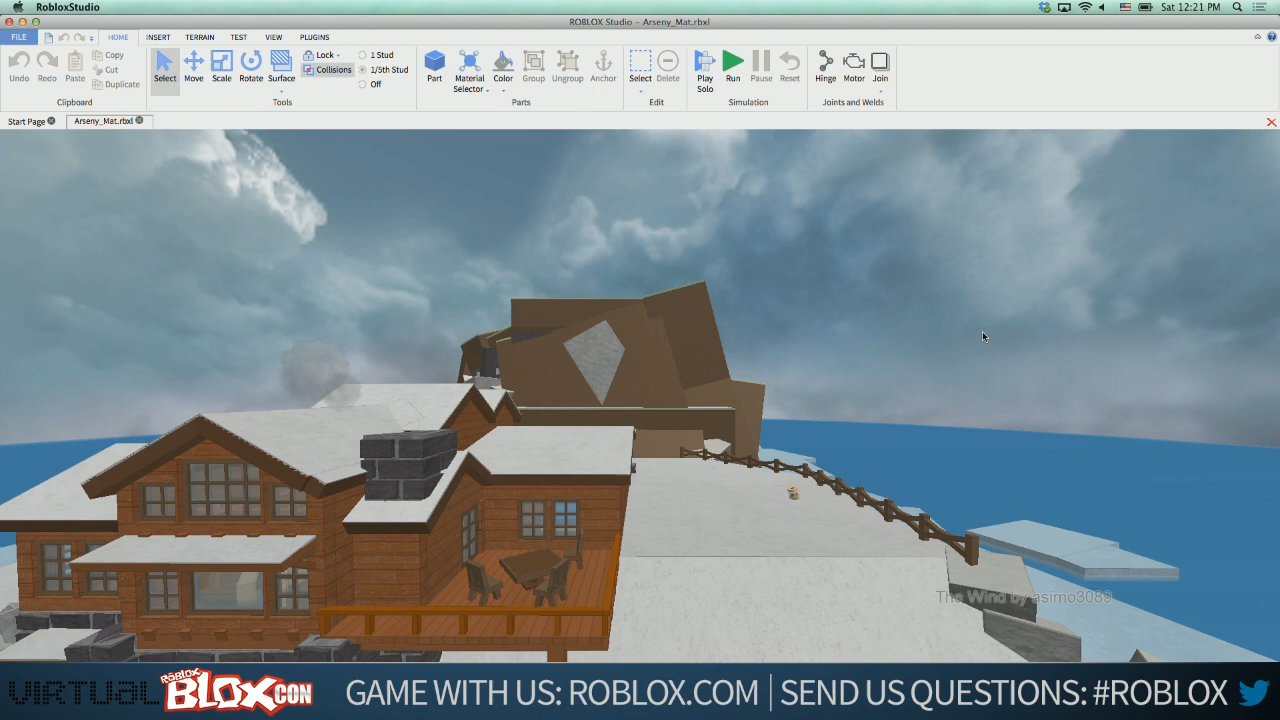 RobloxStudio
Sat 12:21 PM
ROBLOX Studio - Arseny_Mat.rbxl
FILE HOME INSERT TERRAIN TEST VIEW PLUGINS
Undo Redo Paste Copy Cut Duplicate
Clipboard
Select Move Scale Rotate Surface Lock Collisions 1 Stud 1/5th Stud Off
Tools
Part Material Selector Color Group Ungroup Anchor
Parts
Select Delete
Edit
Play Solo Run Pause Reset
Simulation
Hinge Motor Join
Joints and Welds
Start Page Arseny_Mat.rbxl
The Wind by asimo3089
VIRTUAL ROBLOX BLOXCON
GAME WITH US: ROBLOX.COM | SEND US QUESTIONS: #ROBLOX